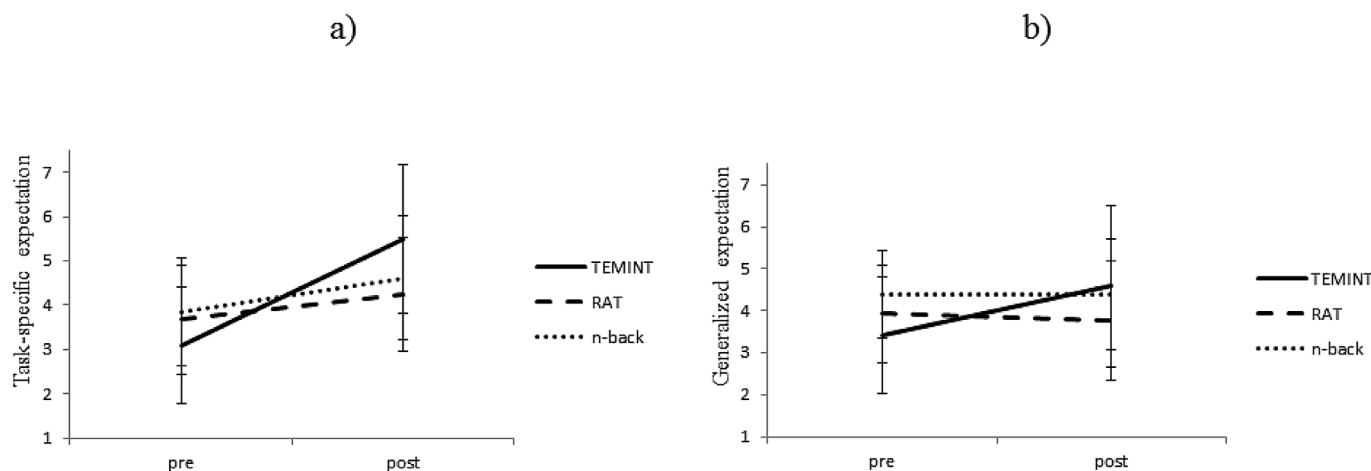 a)
Task-specific expectation
7
6
5
4
3
2
1
pre
post
TEMINT
RAT
n-back
b)
Generalized expectation
7
6
5
4
3
2
1
pre
post
TEMINT
RAT
n-back